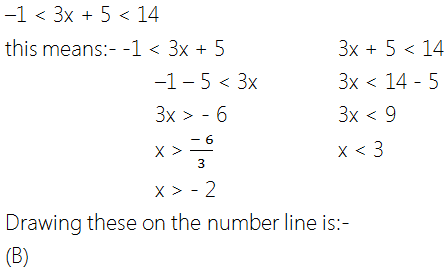 –1 < 3x + 5 < 14
this means:- -1 < 3x + 5 3x + 5 < 14
–1 – 5 < 3x 3x < 14 - 5
3x > - 6 3x < 9
x > – 6/3 x < 3
x > - 2
Drawing these on the number line is:-
(B)